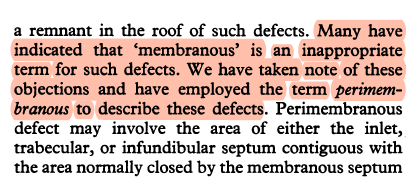 a remnant in the roof of such defects. Many have
indicated that 'membranous' is an inappropriate
term for such defects. We have taken note of these
objections and have employed the term perimem-
branous to describe these defects. Perimembranous
defect may involve the area of either the inlet,
trabecular, or infundibular septum contiguous with
the area normally closed by the membranous septum